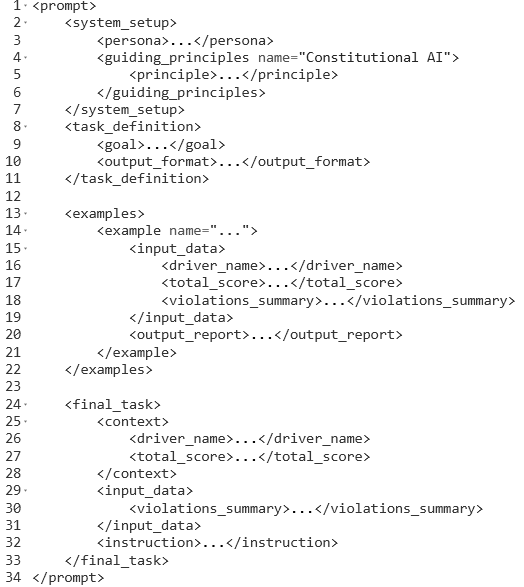 1 <prompt>
2     <system_setup>
3         <persona>...</persona>
4         <guiding_principles name="Constitutional AI">
5             <principle>...</principle>
6         </guiding_principles>
7     </system_setup>
8     <task_definition>
9         <goal>...</goal>
10         <output_format>...</output_format>
11     </task_definition>
12
13     <examples>
14         <example name="...">
15             <input_data>
16                 <driver_name>...</driver_name>
17                 <total_score>...</total_score>
18                 <violations_summary>...</violations_summary>
19             </input_data>
20             <output_report>...</output_report>
21         </example>
22     </examples>
23
24     <final_task>
25         <context>
26             <driver_name>...</driver_name>
27             <total_score>...</total_score>
28         </context>
29         <input_data>
30             <violations_summary>...</violations_summary>
31         </input_data>
32         <instruction>...</instruction>
33     </final_task>
34 </prompt>